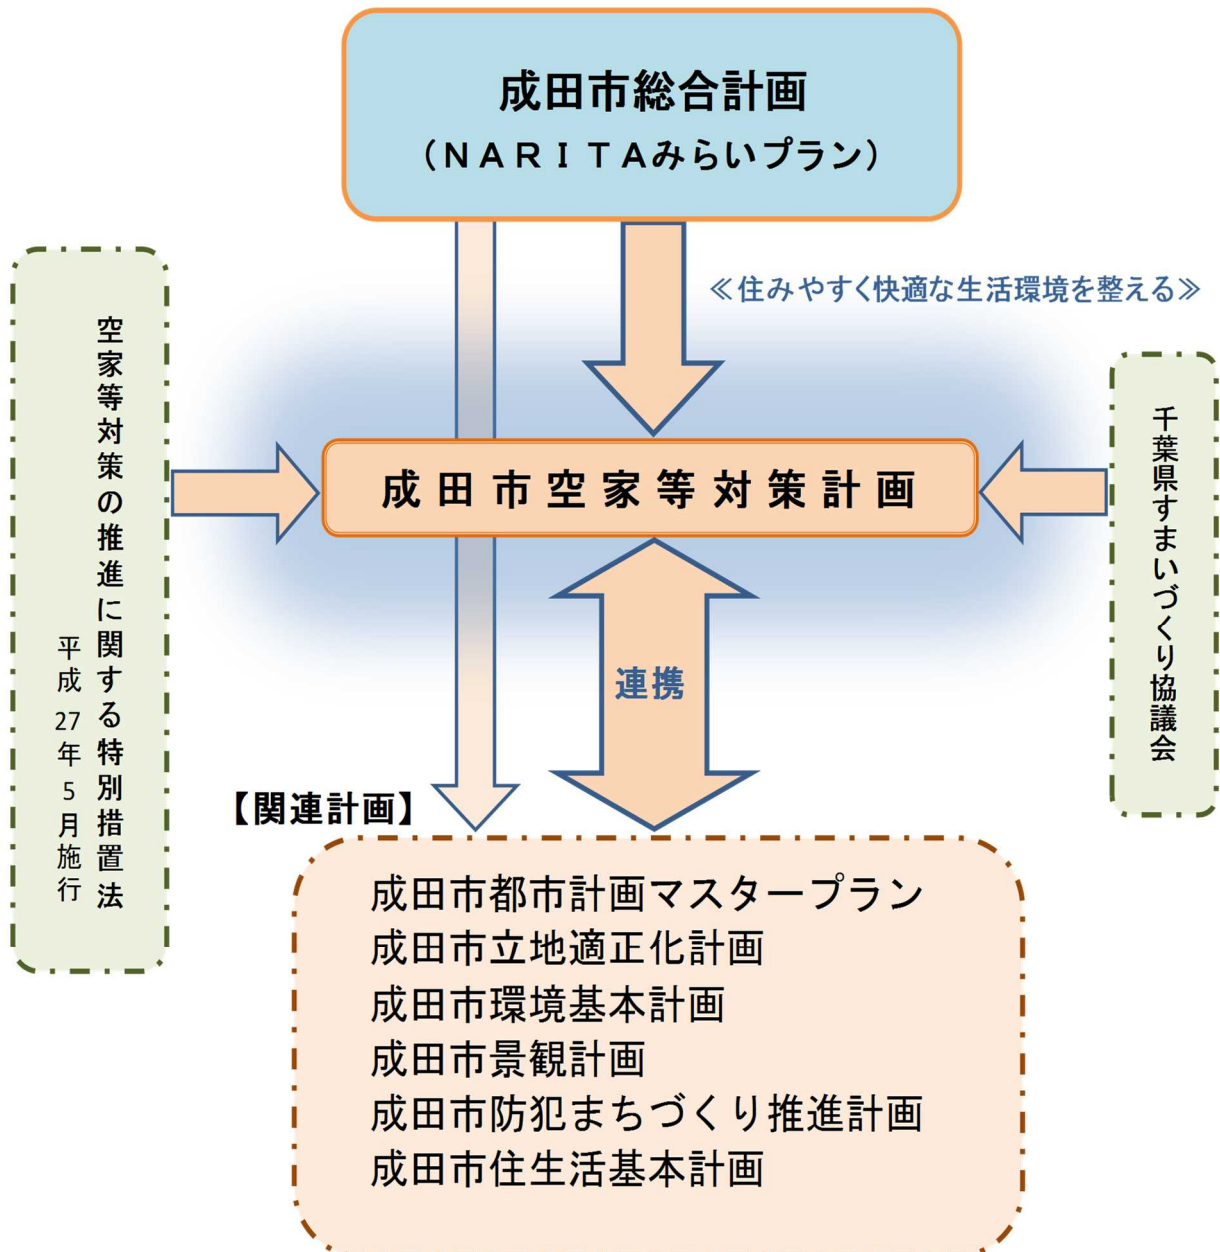 成田市総合計画
（ＮＡＲＩＴＡみらいプラン）
≪住みやすく快適な生活環境を整える≫
空家等対策の推進に関する特別措置法
平成27年5月施行
成田市空家等対策計画
千葉県すまいづくり協議会
連携
【関連計画】
成田市都市計画マスタープラン
成田市立地適正化計画
成田市環境基本計画
成田市景観計画
成田市防犯まちづくり推進計画
成田市住生活基本計画